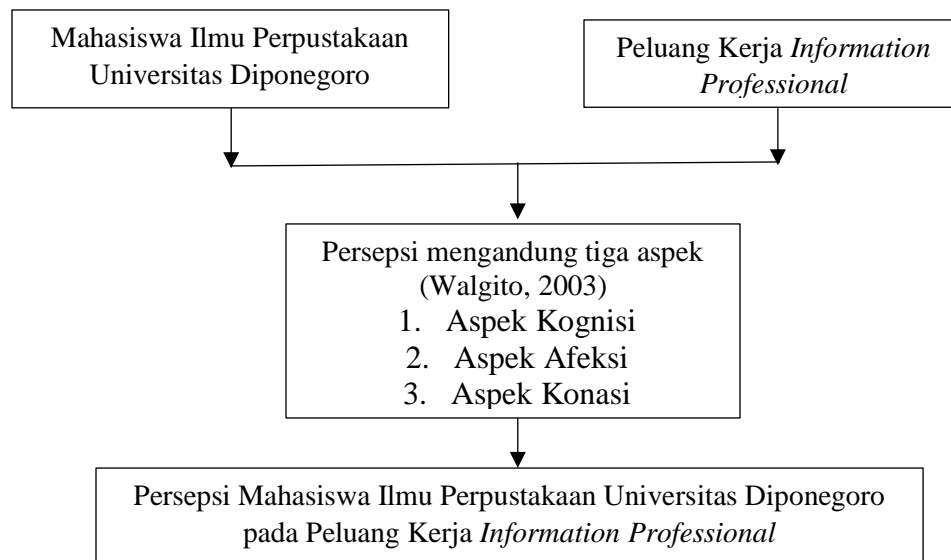 Mahasiswa Ilmu Perpustakaan
Universitas Diponegoro
Peluang Kerja Information
Professional
Persepsi mengandung tiga aspek
(Walgito, 2003)
1. Aspek Kognisi
2. Aspek Afeksi
3. Aspek Konasi
Persepsi Mahasiswa Ilmu Perpustakaan Universitas Diponegoro
pada Peluang Kerja Information Professional